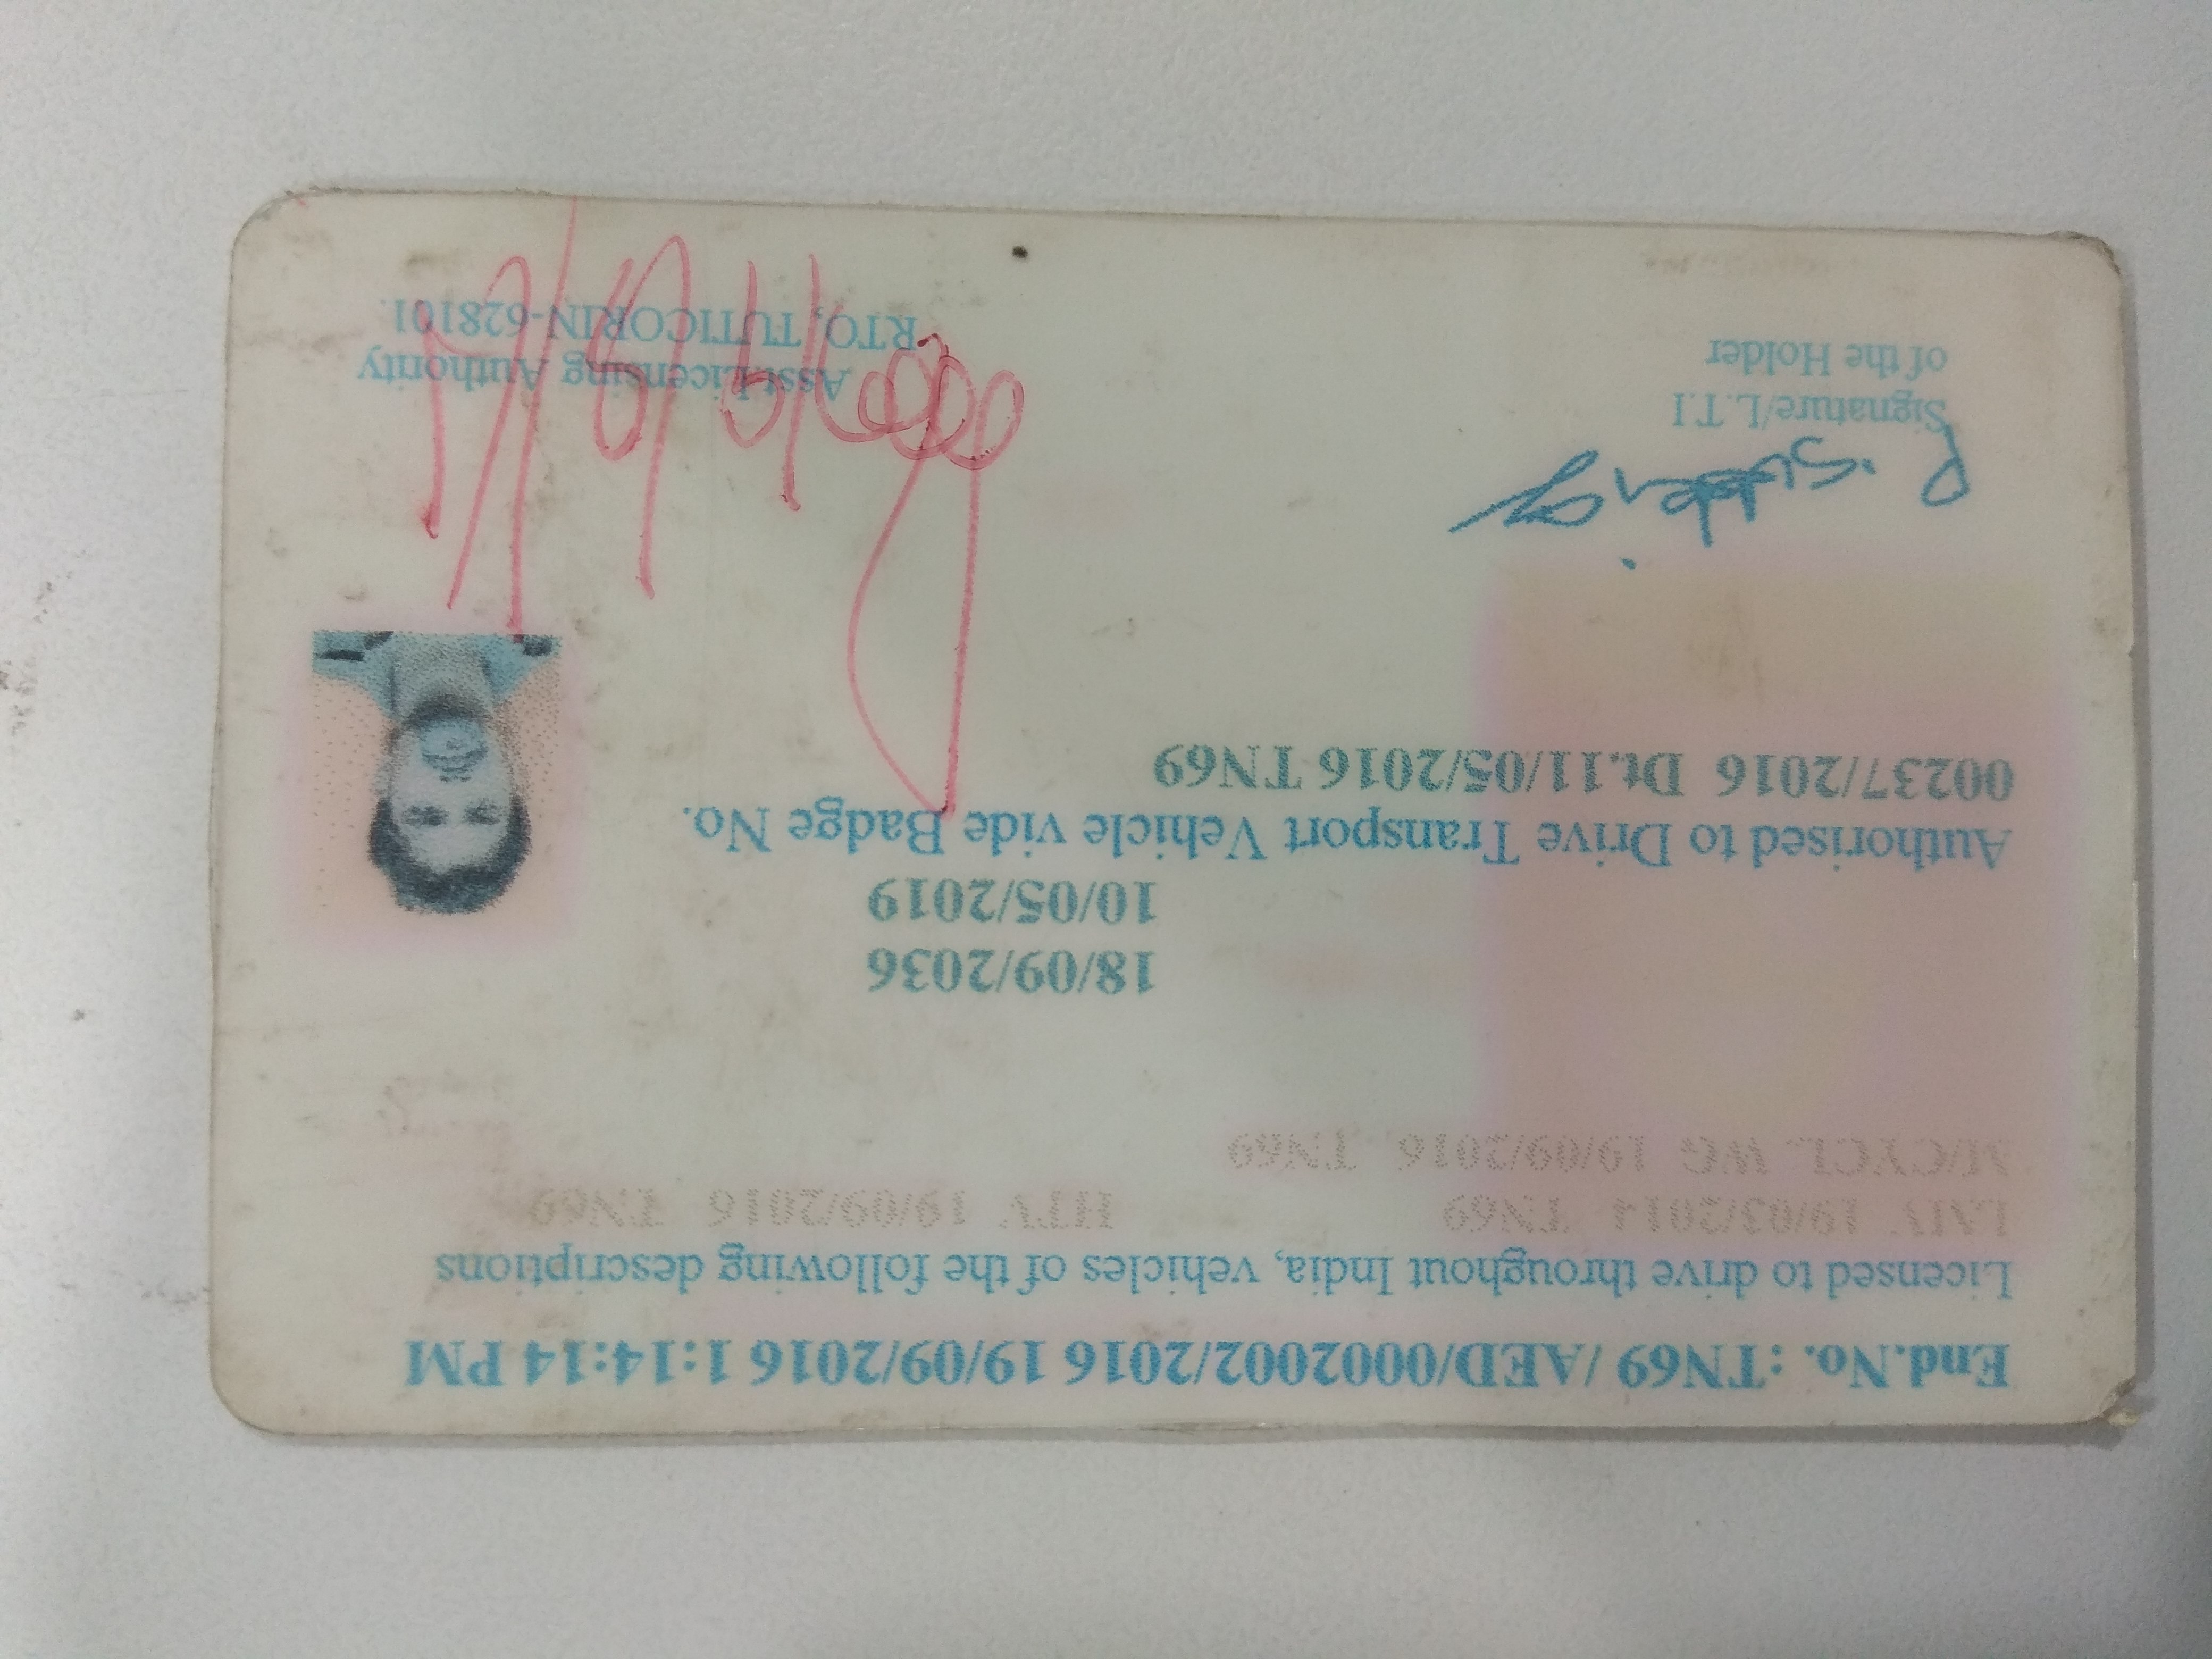 End.No. : TN69 / AED/0002002/2016 19/09/2016 1:14:14 PM
Licensed to drive throughout India, vehicles of the following descriptions
LMV 19/03/2014 TN69 HTV 19/09/2016 TN69
M/CYCL. WG 19/09/2016 TN69
18/09/2036
10/05/2019
Authorised to Drive Transport Vehicle vide Badge No.
00237/2016 Dt.11/05/2016 TN69
Signature/L.T.I
of the Holder
Asst.Licensing Authority
RTO, TUTICORIN-628101.